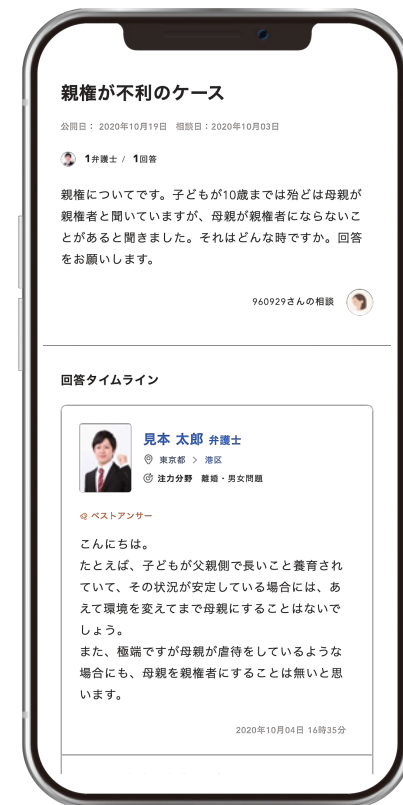 親権が不利のケース
公開日： 2020年10月19日 相談日：2020年10月03日
1弁護士 / 1回答
親権についてです。子どもが10歳までは殆どは母親が
親権者と聞いていますが、母親が親権者にならないこ
とがあると聞きました。それはどんな時ですか。回答
をお願いします。
960929さんの相談
回答タイムライン
見本 太郎 弁護士
東京都 > 港区
注力分野 離婚・男女問題
ベストアンサー
こんにちは。
たとえば、子どもが父親側で長いこと養育され
ていて、その状況が安定している場合には、あ
えて環境を変えてまで母親にすることはないで
しょう。
また、極端ですが母親が虐待をしているような
場合にも、母親を親権者にすることは無いと思
います。
2020年10月04日 16時35分